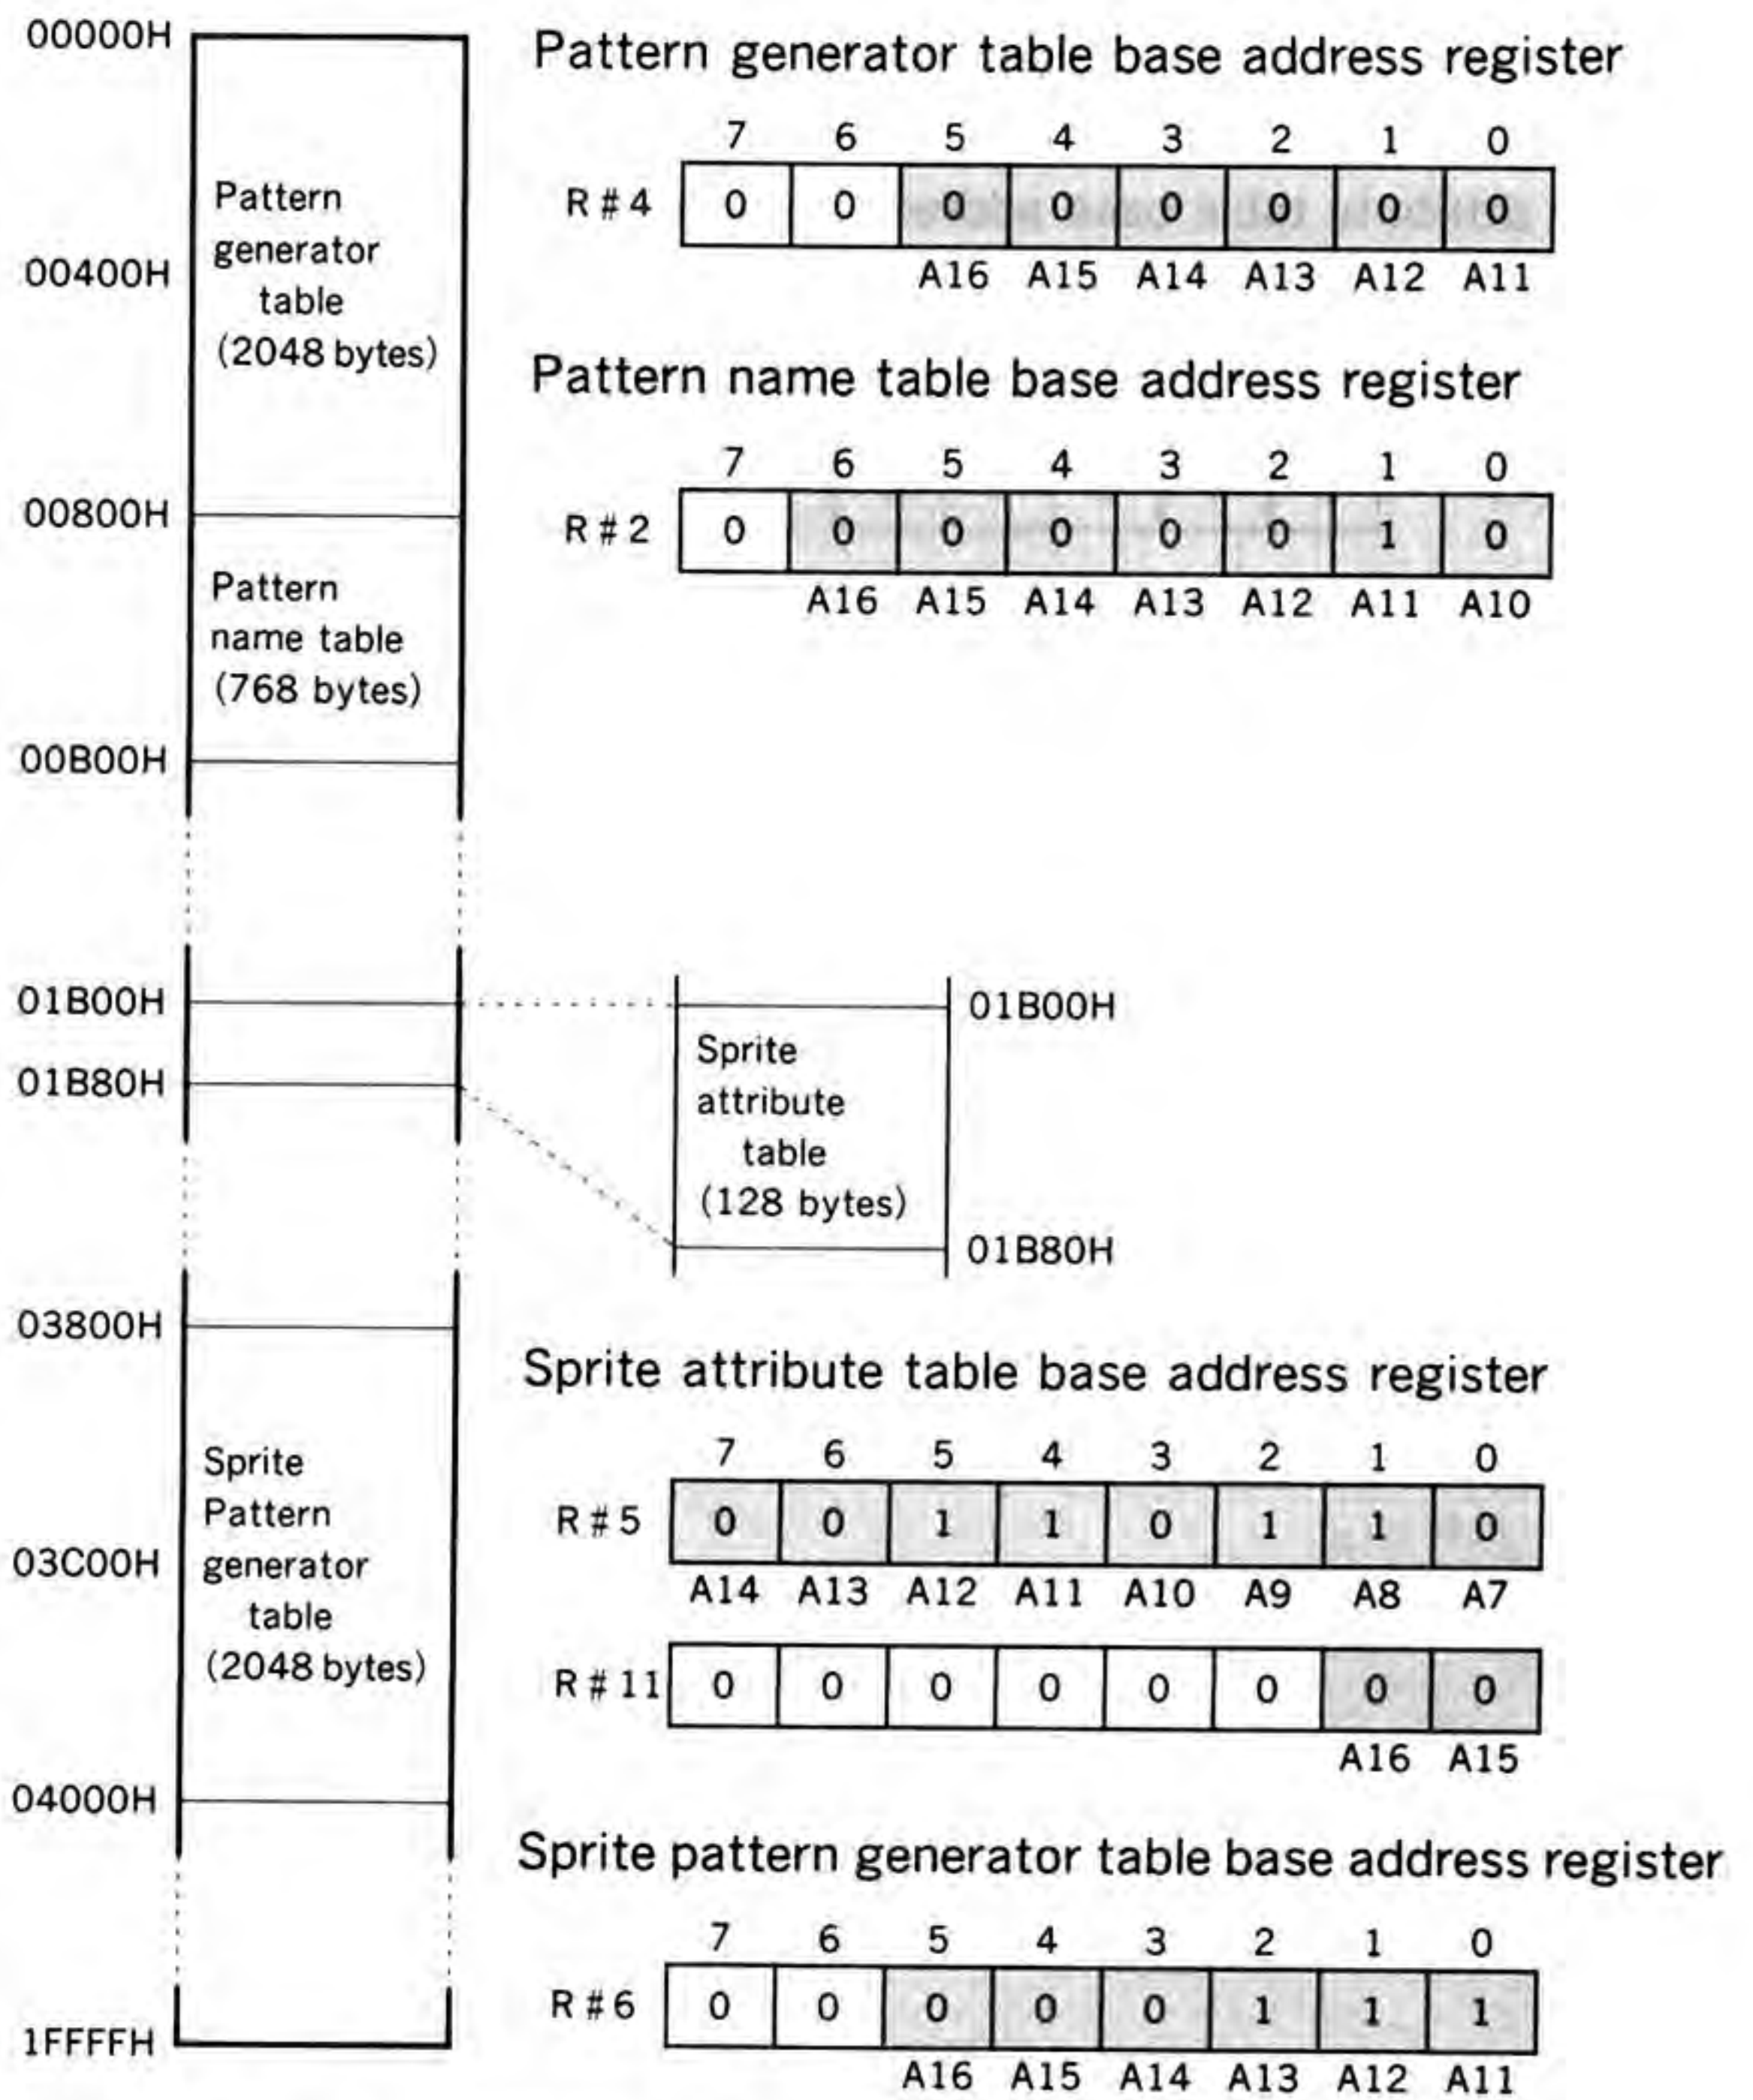 00000H
Pattern
generator
table
(2048 bytes)
00400H
00800H
Pattern
name table
(768 bytes)
00B00H
01B00H
01B80H
03800H
Sprite
Pattern
generator
table
(2048 bytes)
03C00H
04000H
1FFFFH
Pattern generator table base address register
7 6 5 4 3 2 1 0
R#4 0 0 0 0 0 0 0 0
A16 A15 A14 A13 A12 A11
Pattern name table base address register
7 6 5 4 3 2 1 0
R#2 0 0 0 0 0 0 1 0
A16 A15 A14 A13 A12 A11 A10
01B00H
Sprite
attribute
table
(128 bytes)
01B80H
Sprite attribute table base address register
7 6 5 4 3 2 1 0
R#5 0 0 1 1 0 1 1 0
A14 A13 A12 A11 A10 A9 A8 A7
R#11 0 0 0 0 0 0 0 0
A16 A15
Sprite pattern generator table base address register
7 6 5 4 3 2 1 0
R#6 0 0 0 0 0 1 1 1
A16 A15 A14 A13 A12 A11